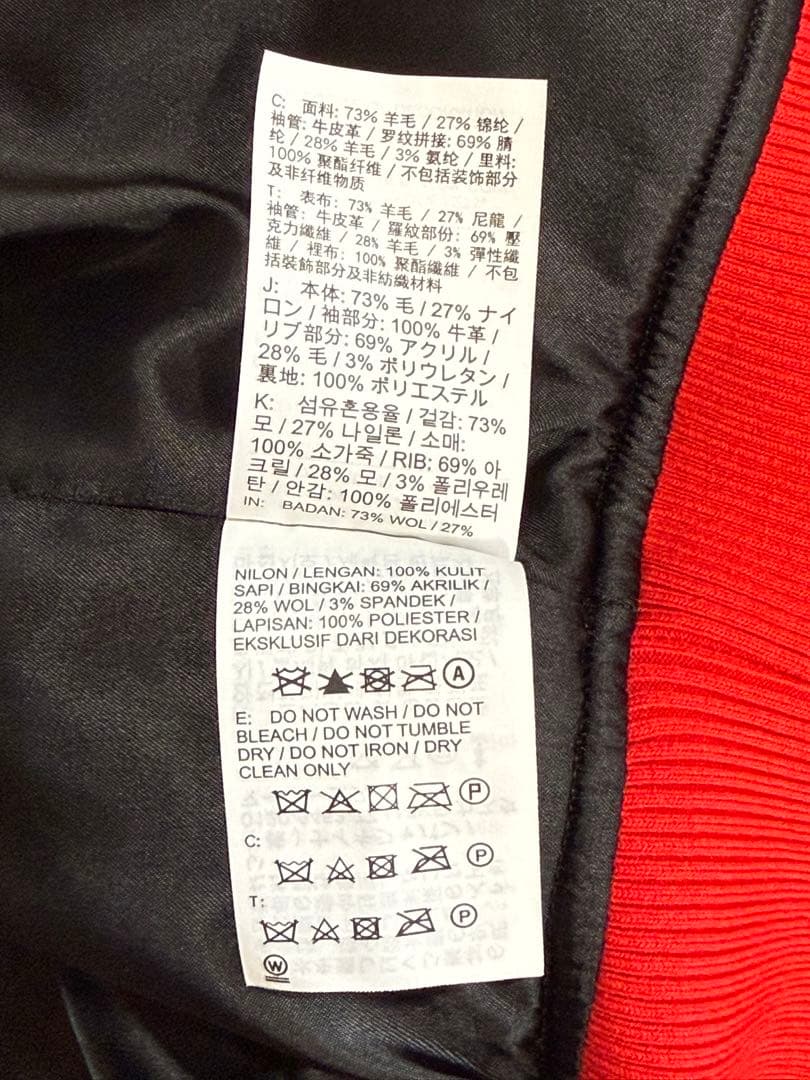 C: 面料: 73% 羊毛 / 27% 锦纶 /
袖管: 牛皮革 / 罗纹拼接: 69% 腈
纶 / 28% 羊毛 / 3% 氨纶 / 里料:
100% 聚酯纤维 / 不包括装饰部分
及非纤维物质
T: 表布: 73% 羊毛 / 27% 尼龍 /
袖管: 牛皮革 / 羅紋部份: 69% 壓
克力纖維 / 28% 羊毛 / 3% 彈性纖
維 / 裡布: 100% 聚酯纖維 / 不包
括裝飾部分及非紡織材料
J: 本体: 73% 毛 / 27% ナイ
ロン / 袖部分: 100% 牛革 /
リブ部分: 69% アクリル /
28% 毛 / 3% ポリウレタン /
裏地: 100% ポリエステル
K: 섬유혼용율 / 겉감: 73%
모 / 27% 나일론 / 소매:
100% 소가죽 / RIB: 69% 아
크릴 / 28% 모 / 3% 폴리우레
탄 / 안감: 100% 폴리에스터
IN: BADAN: 73% WOL / 27%
NILON / LENGAN: 100% KULIT
SAPI / BINGKAI: 69% AKRILIK /
28% WOL / 3% SPANDEK /
LAPISAN: 100% POLIESTER /
EKSKLUSIF DARI DEKORASI
A
E: DO NOT WASH / DO NOT
BLEACH / DO NOT TUMBLE
DRY / DO NOT IRON / DRY
CLEAN ONLY
P
C:
P
T:
P
W